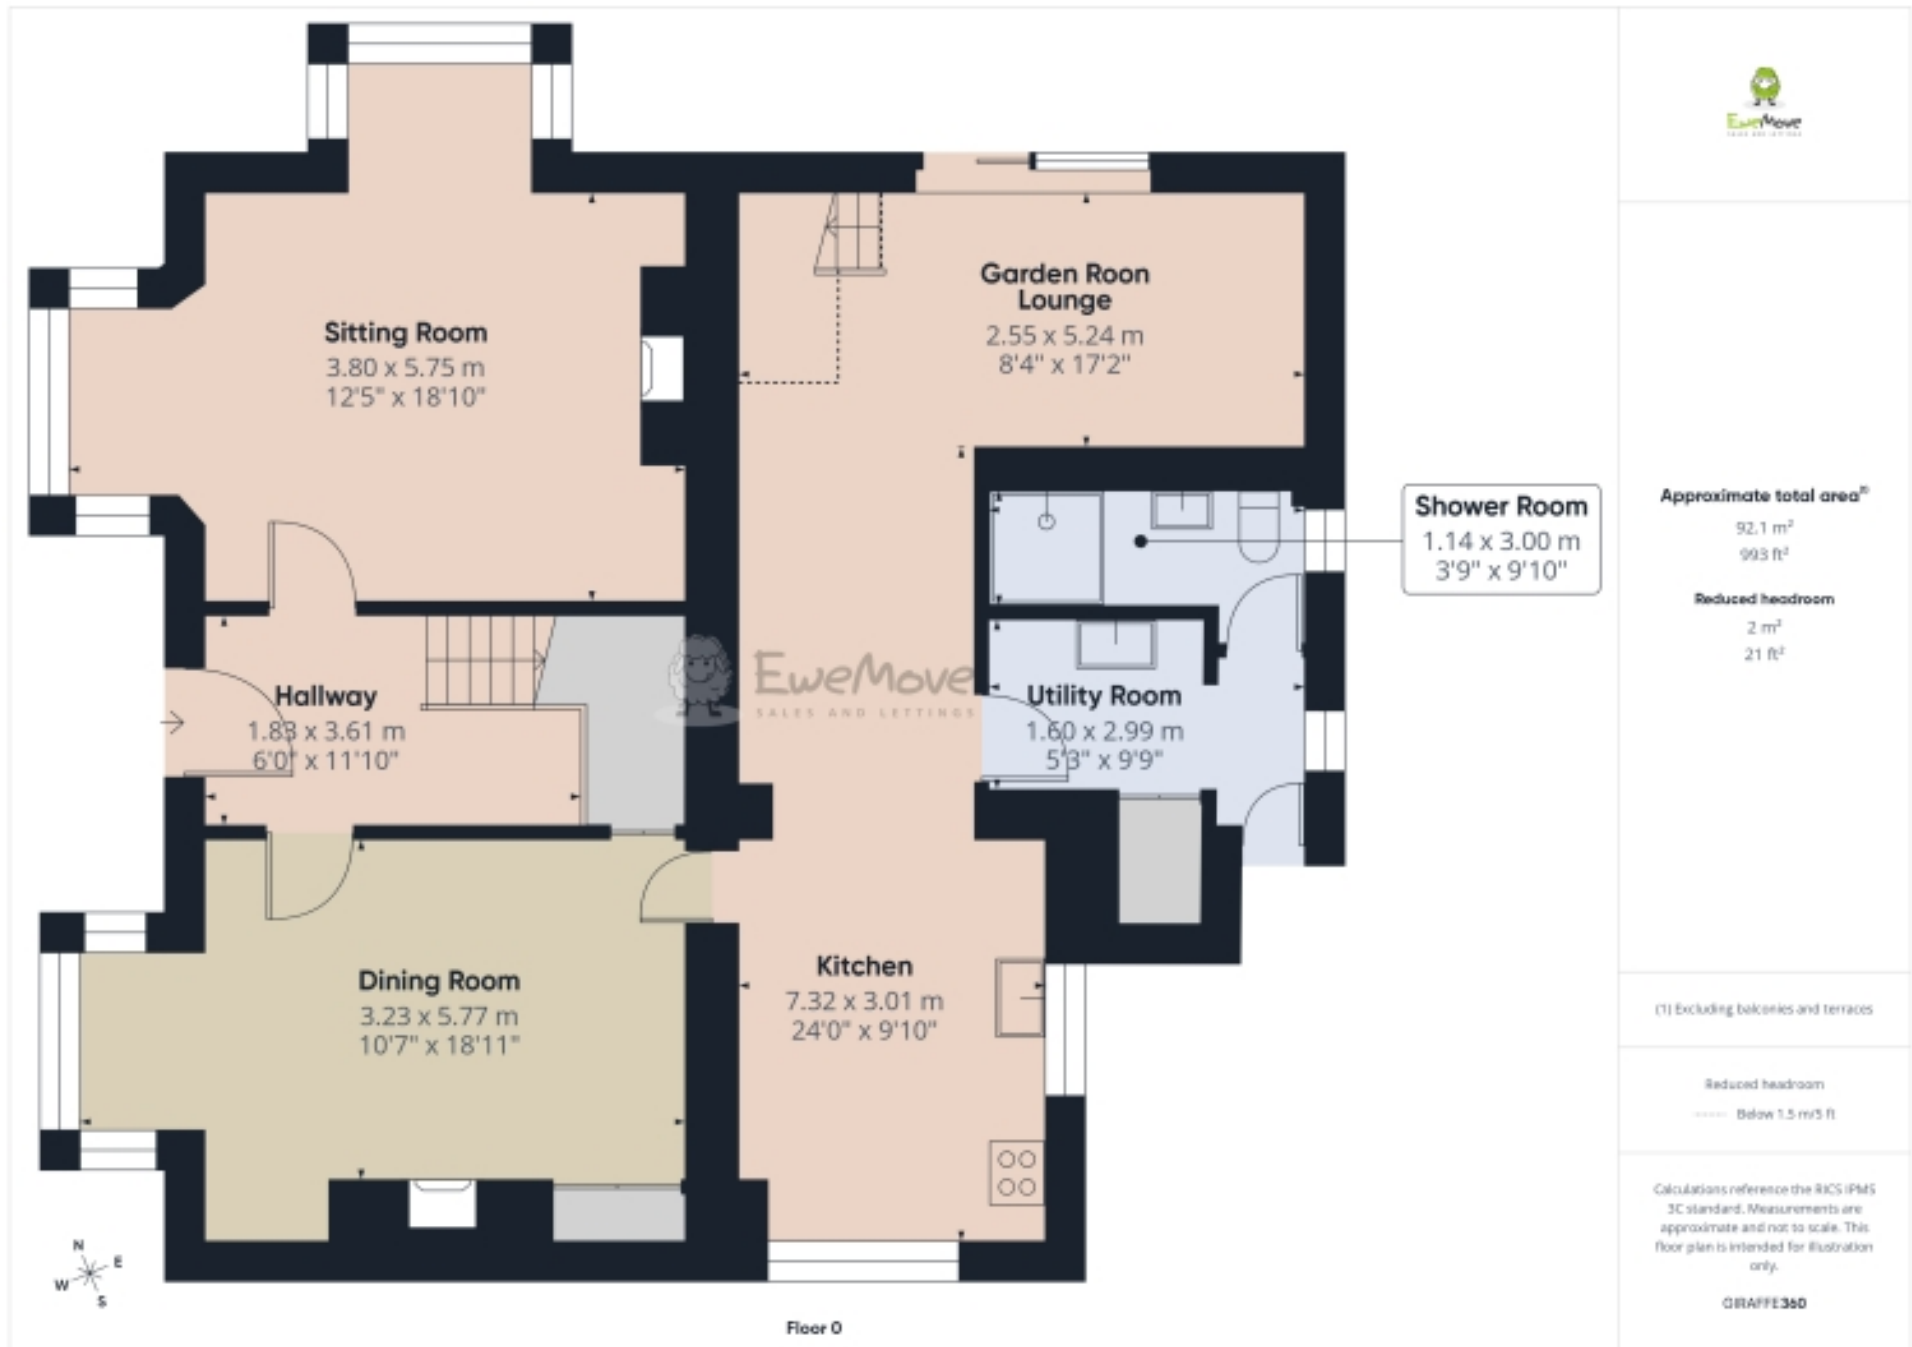 Sitting Room
3.80 x 5.75 m
12'5" x 18'10"
Garden Roon
Lounge
2.55 x 5.24 m
8'4" x 17'2"
Shower Room
1.14 x 3.00 m
3'9" x 9'10"
Hallway
1.83 x 3.61 m
6'0" x 11'10"
EweMove
SALES AND LETTINGS
Utility Room
1.60 x 2.99 m
5'3" x 9'9"
Dining Room
3.23 x 5.77 m
10'7" x 18'11"
Kitchen
7.32 x 3.01 m
24'0" x 9'10"
N
E
W
S
Floor 0
EweMove
SALES AND LETTINGS
Approximate total area(1)
92.1 m²
993 ft²
Reduced headroom
2 m²
21 ft²
(1) Excluding balconies and terraces
Reduced headroom
Below 1.5 m/5 ft
Calculations reference the RICS IPMS
3C standard. Measurements are
approximate and not to scale. This
floor plan is intended for illustration
only.
GIRAFFE360